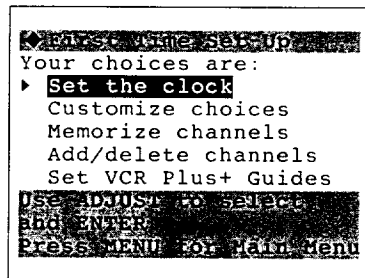 First Time Set-Up
Your choices are:
Set the clock
Customize choices
Memorize channels
Add/delete channels
Set VCR Plus+ Guides
Use ADJUST to select
and ENTER
Press MENU for Main Menu